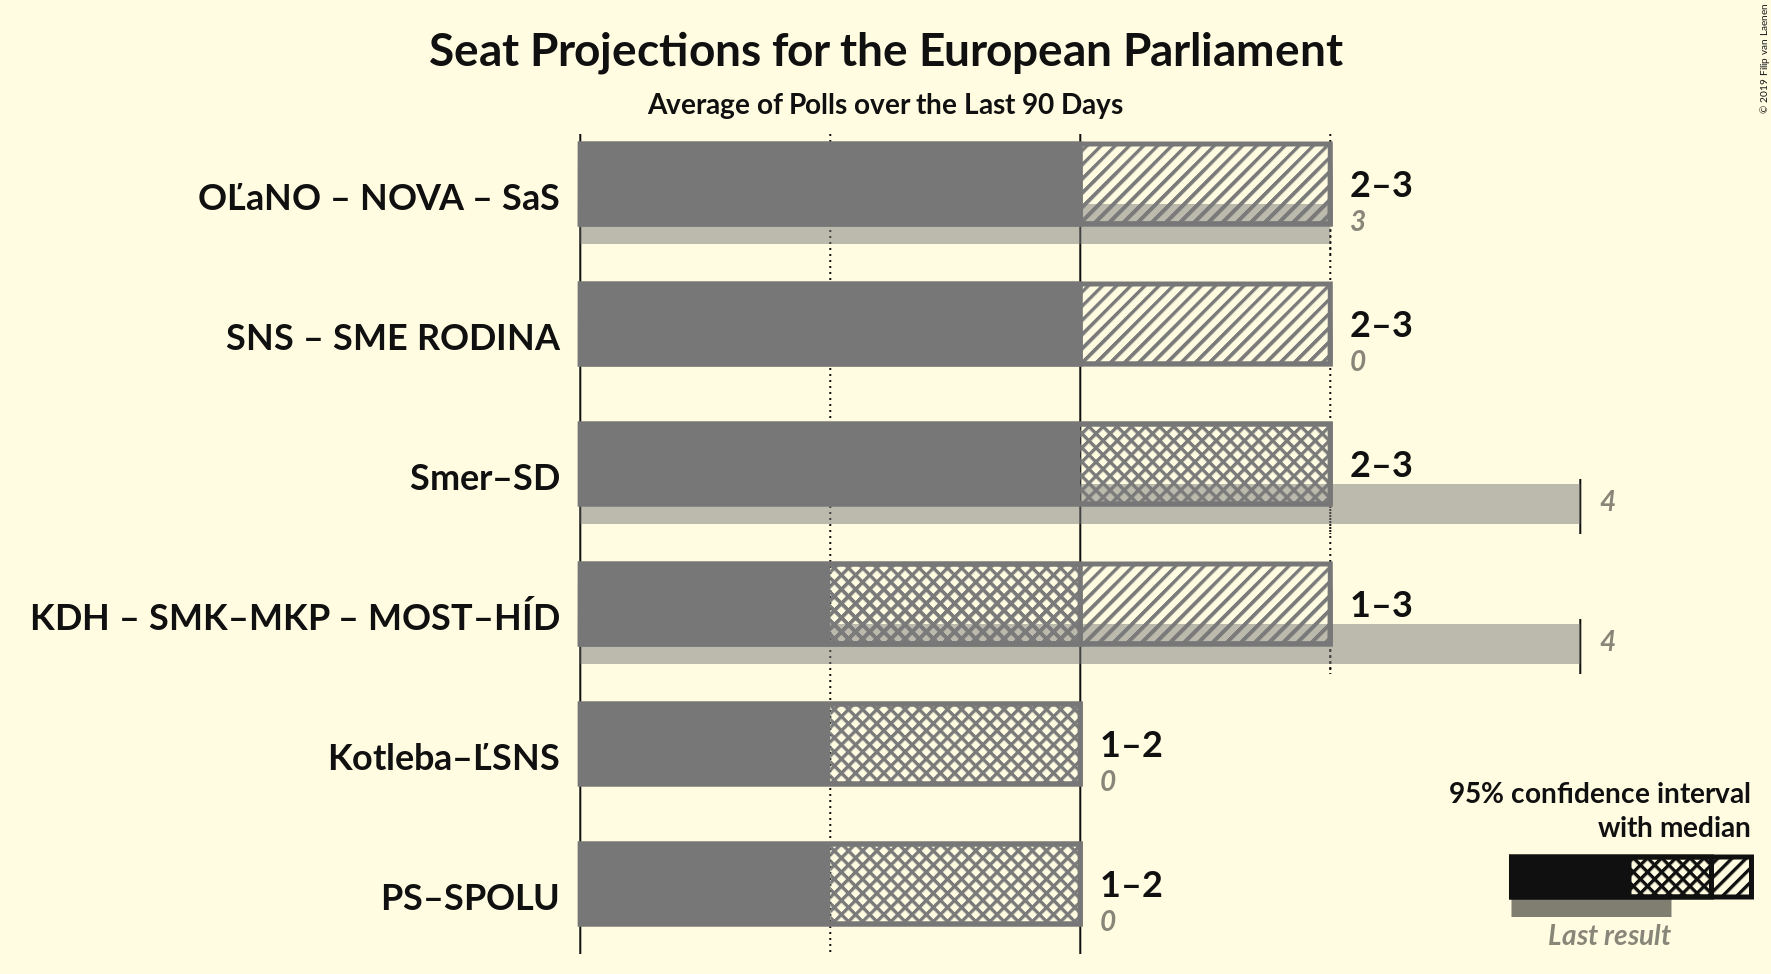 Seat Projections for the European Parliament
Average of Polls over the Last 90 Days
© 2019 Filip van Laenen
OĽaNO – NOVA – SaS
2–3
3
SNS – SME RODINA
2–3
0
Smer–SD
2–3
4
KDH – SMK–MKP – MOST–HÍD
1–3
4
Kotleba–ĽSNS
1–2
0
PS–SPOLU
1–2
0
95% confidence interval
with median
Last result